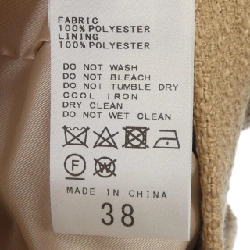 FABRIC
100% POLYESTER
LINING
100% POLYESTER
DO NOT WASH
DO NOT BLEACH
DO NOT TUMBLE DRY
COOL IRON
DRY CLEAN
DO NOT WET CLEAN
F W
MADE IN CHINA
38